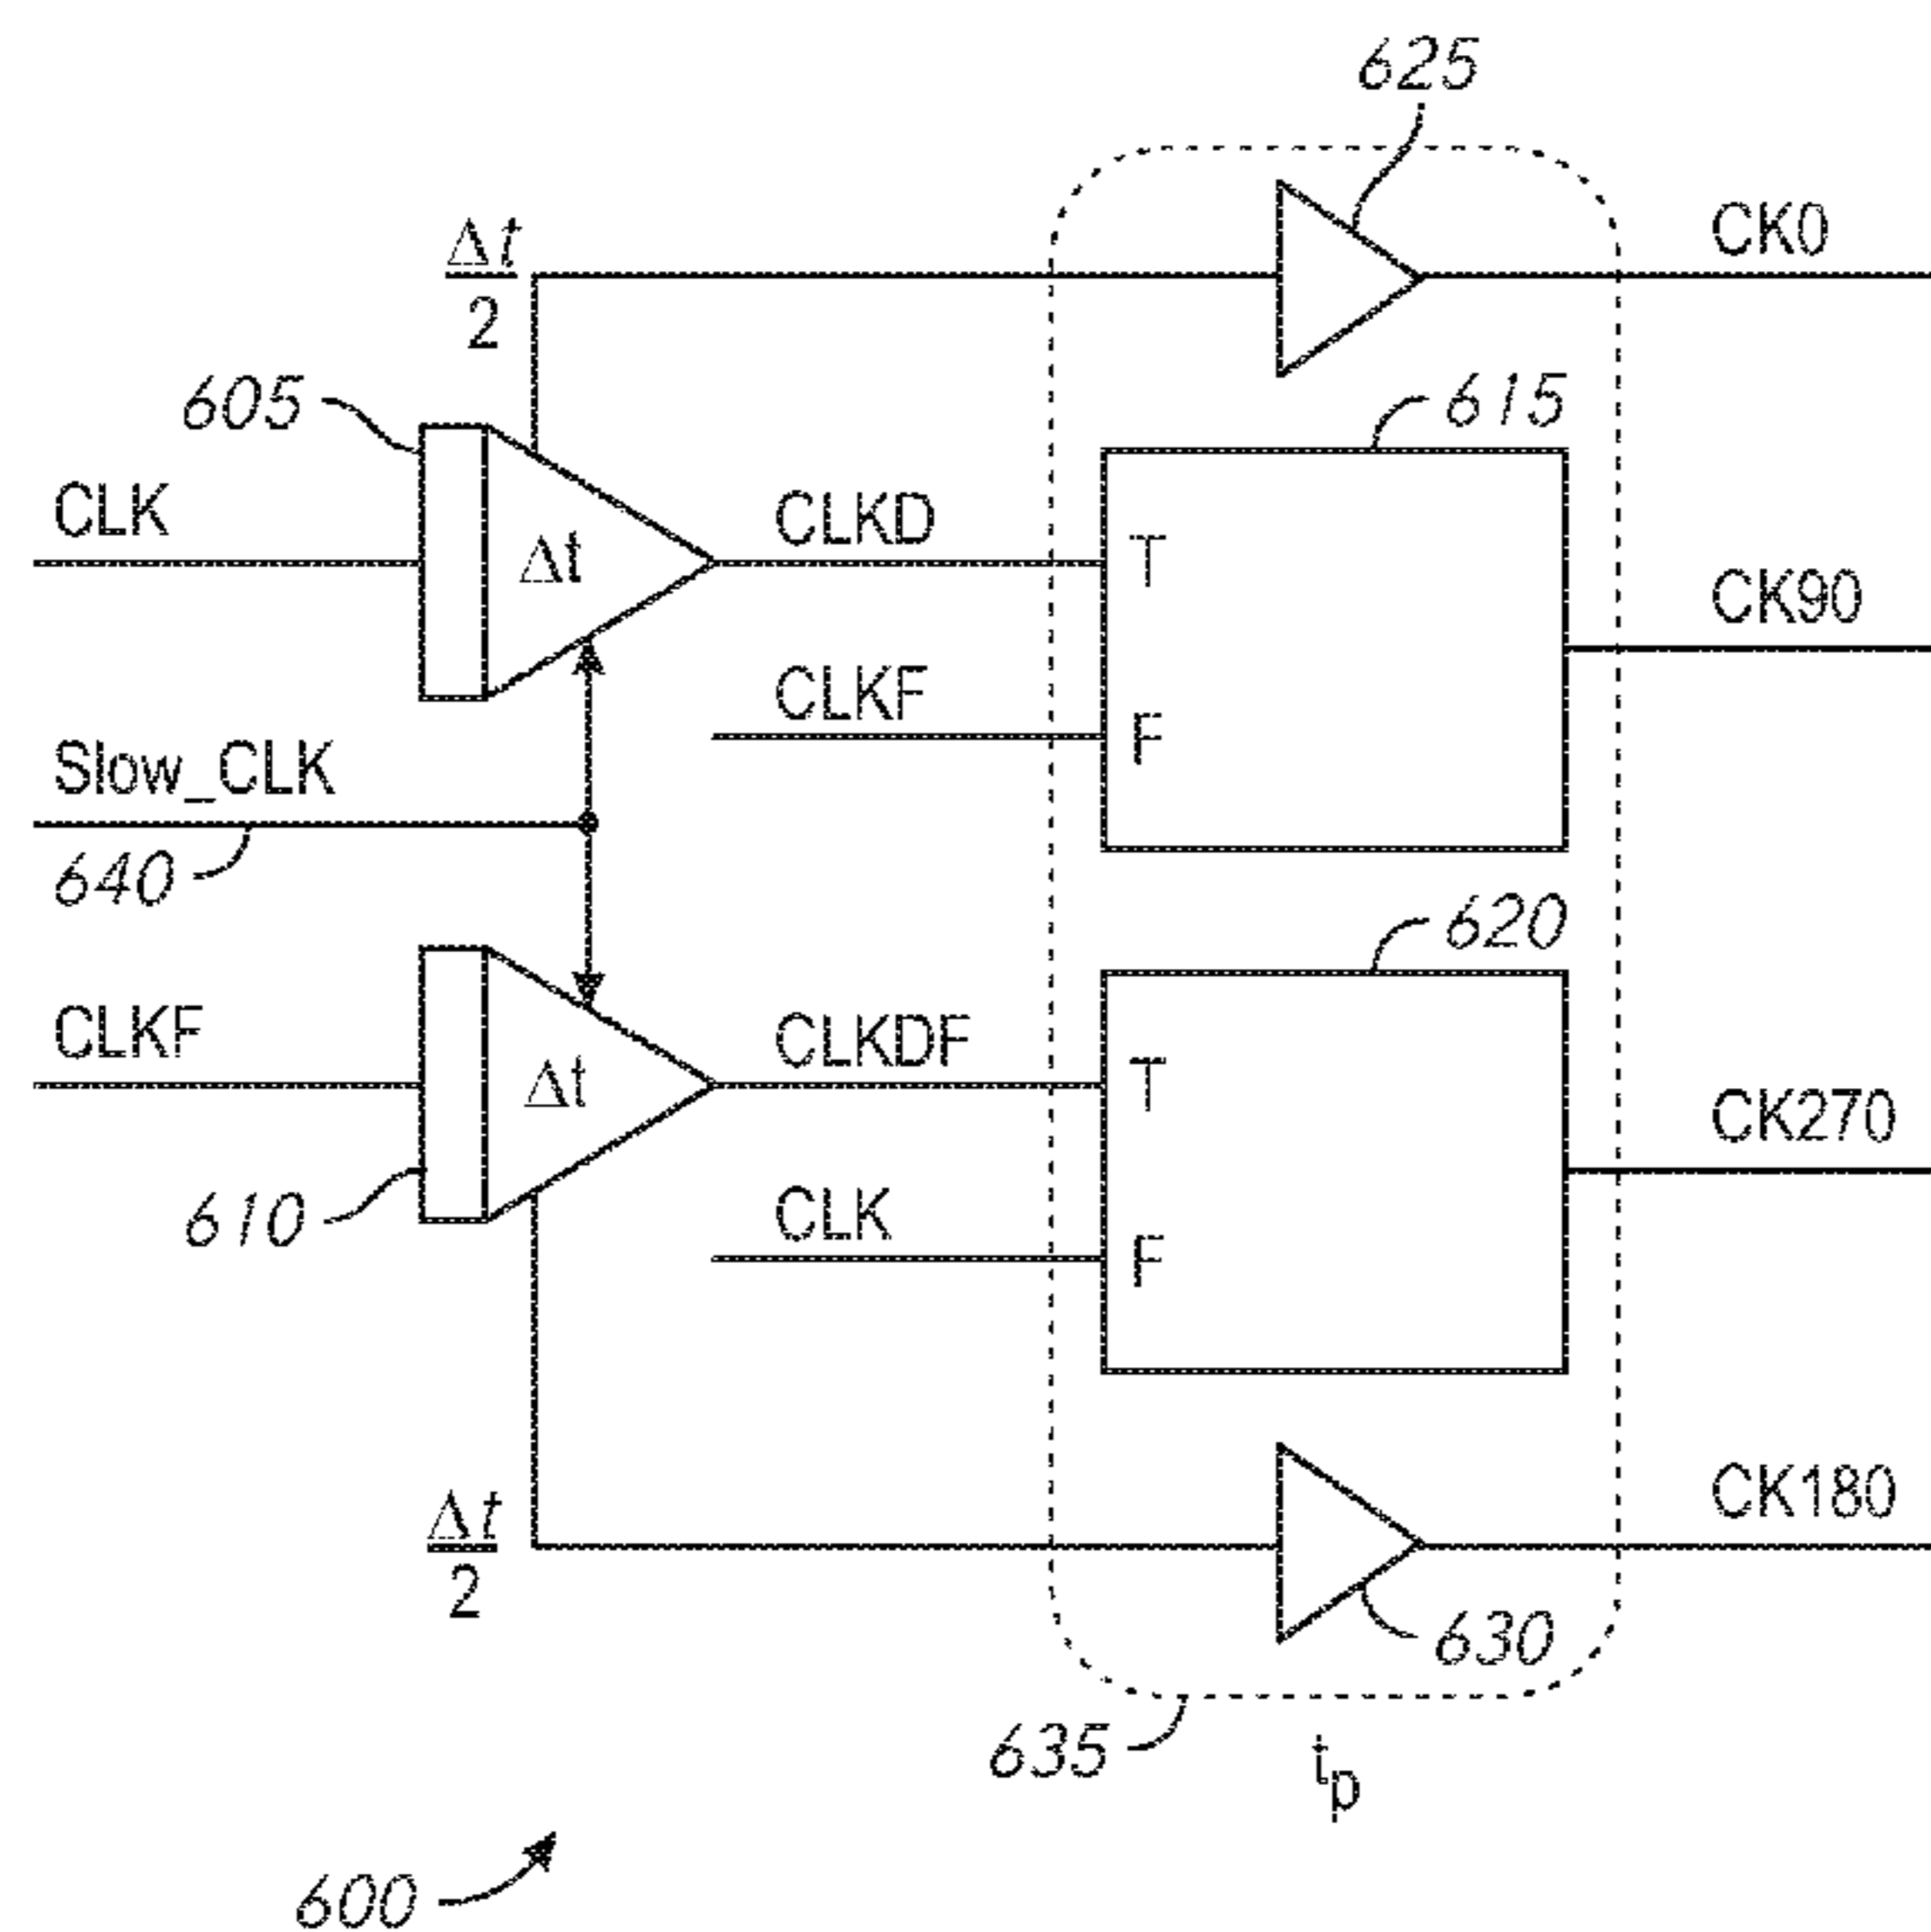 625
Δt
2
CK0
605
615
CLK
Δt
CLKD
T
CK90
CLKF
F
Slow_CLK
640
620
CLKF
Δt
CLKDF
T
CK270
610
CLK
F
Δt
2
CK180
630
635
tp
600